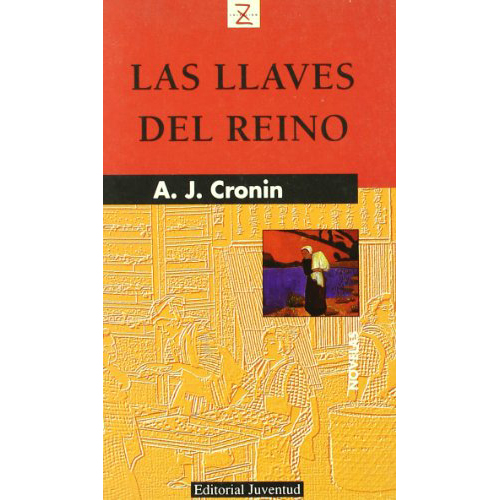 Z
LAS LLAVES
DEL REINO
A. J. Cronin
NOVELAS
Editorial Juventud